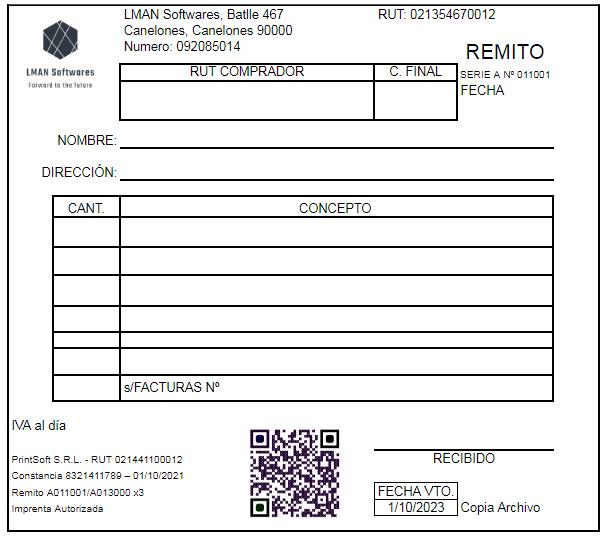 LMAN Softwares
Forward to the future
LMAN Softwares, Batlle 467
Canelones, Canelones 90000
Numero: 092085014
RUT: 021354670012
REMITO
SERIE A Nº 011001
FECHA
RUT COMPRADOR
C. FINAL
NOMBRE:
DIRECCIÓN:
CANT.
CONCEPTO
s/FACTURAS Nº
IVA al día
PrintSoft S.R.L. - RUT 021441100012
Constancia 8321411789 – 01/10/2021
Remito A011001/A013000 x3
Imprenta Autorizada
RECIBIDO
FECHA VTO.
1/10/2023
Copia Archivo